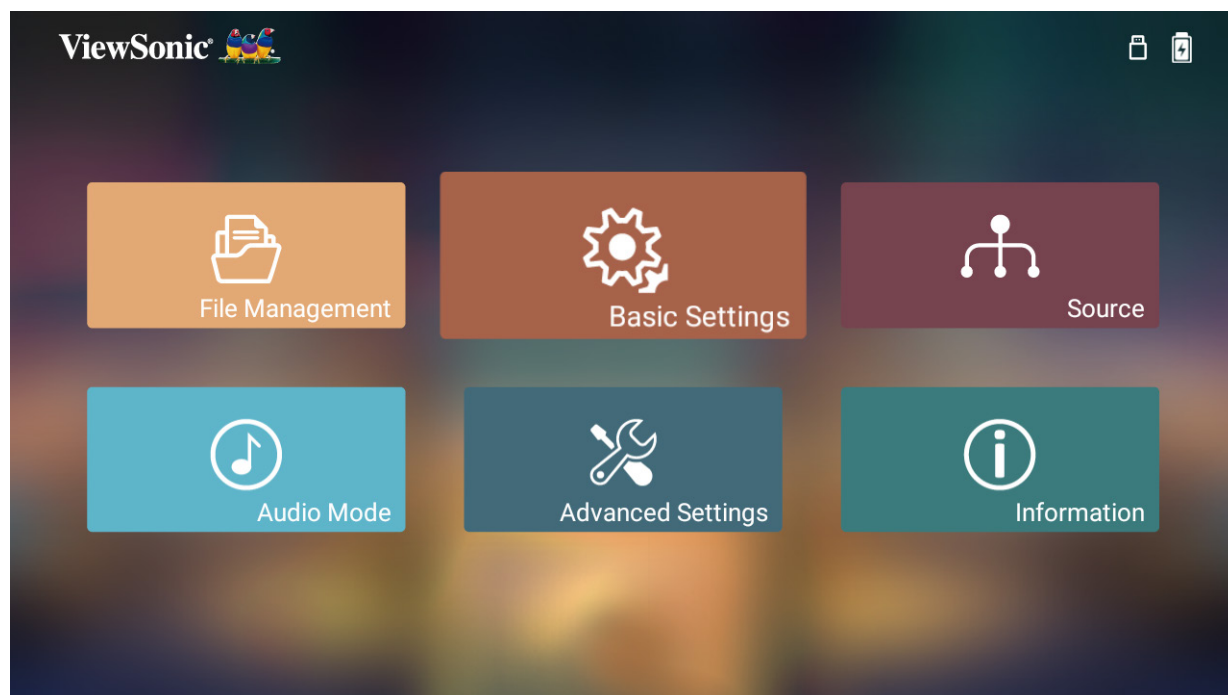 ViewSonic®
File Management
Basic Settings
Source
Audio Mode
Advanced Settings
Information